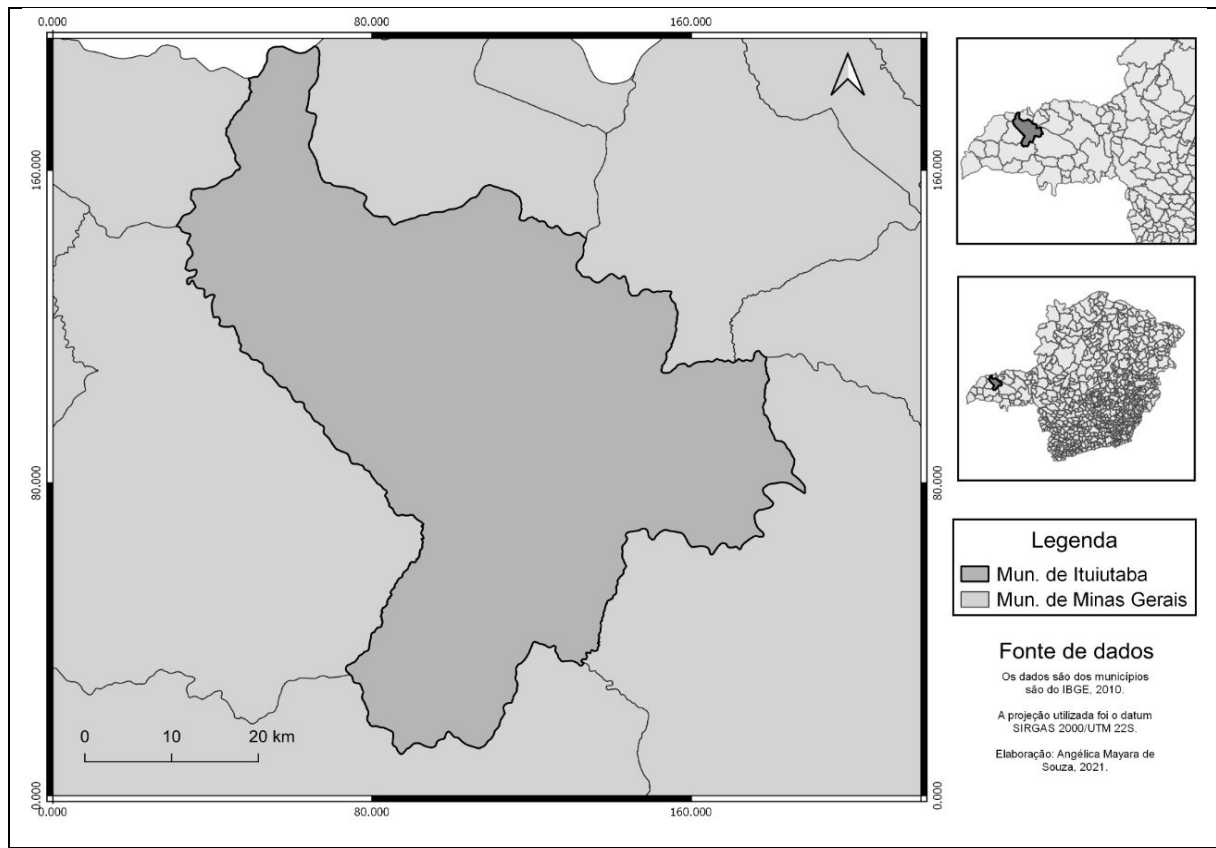 0.000
80.000
160.000
160.000
160.000
80.000
80.000
0 10 20 km
0.000
0.000
0.000
80.000
160.000
Legenda
Mun. de Ituiutaba
Mun. de Minas Gerais
Fonte de dados
Os dados são dos municípios
são do IBGE, 2010.
A projeção utilizada foi o datum
SIRGAS 2000/UTM 22S.
Elaboração: Angélica Mayara de
Souza, 2021.